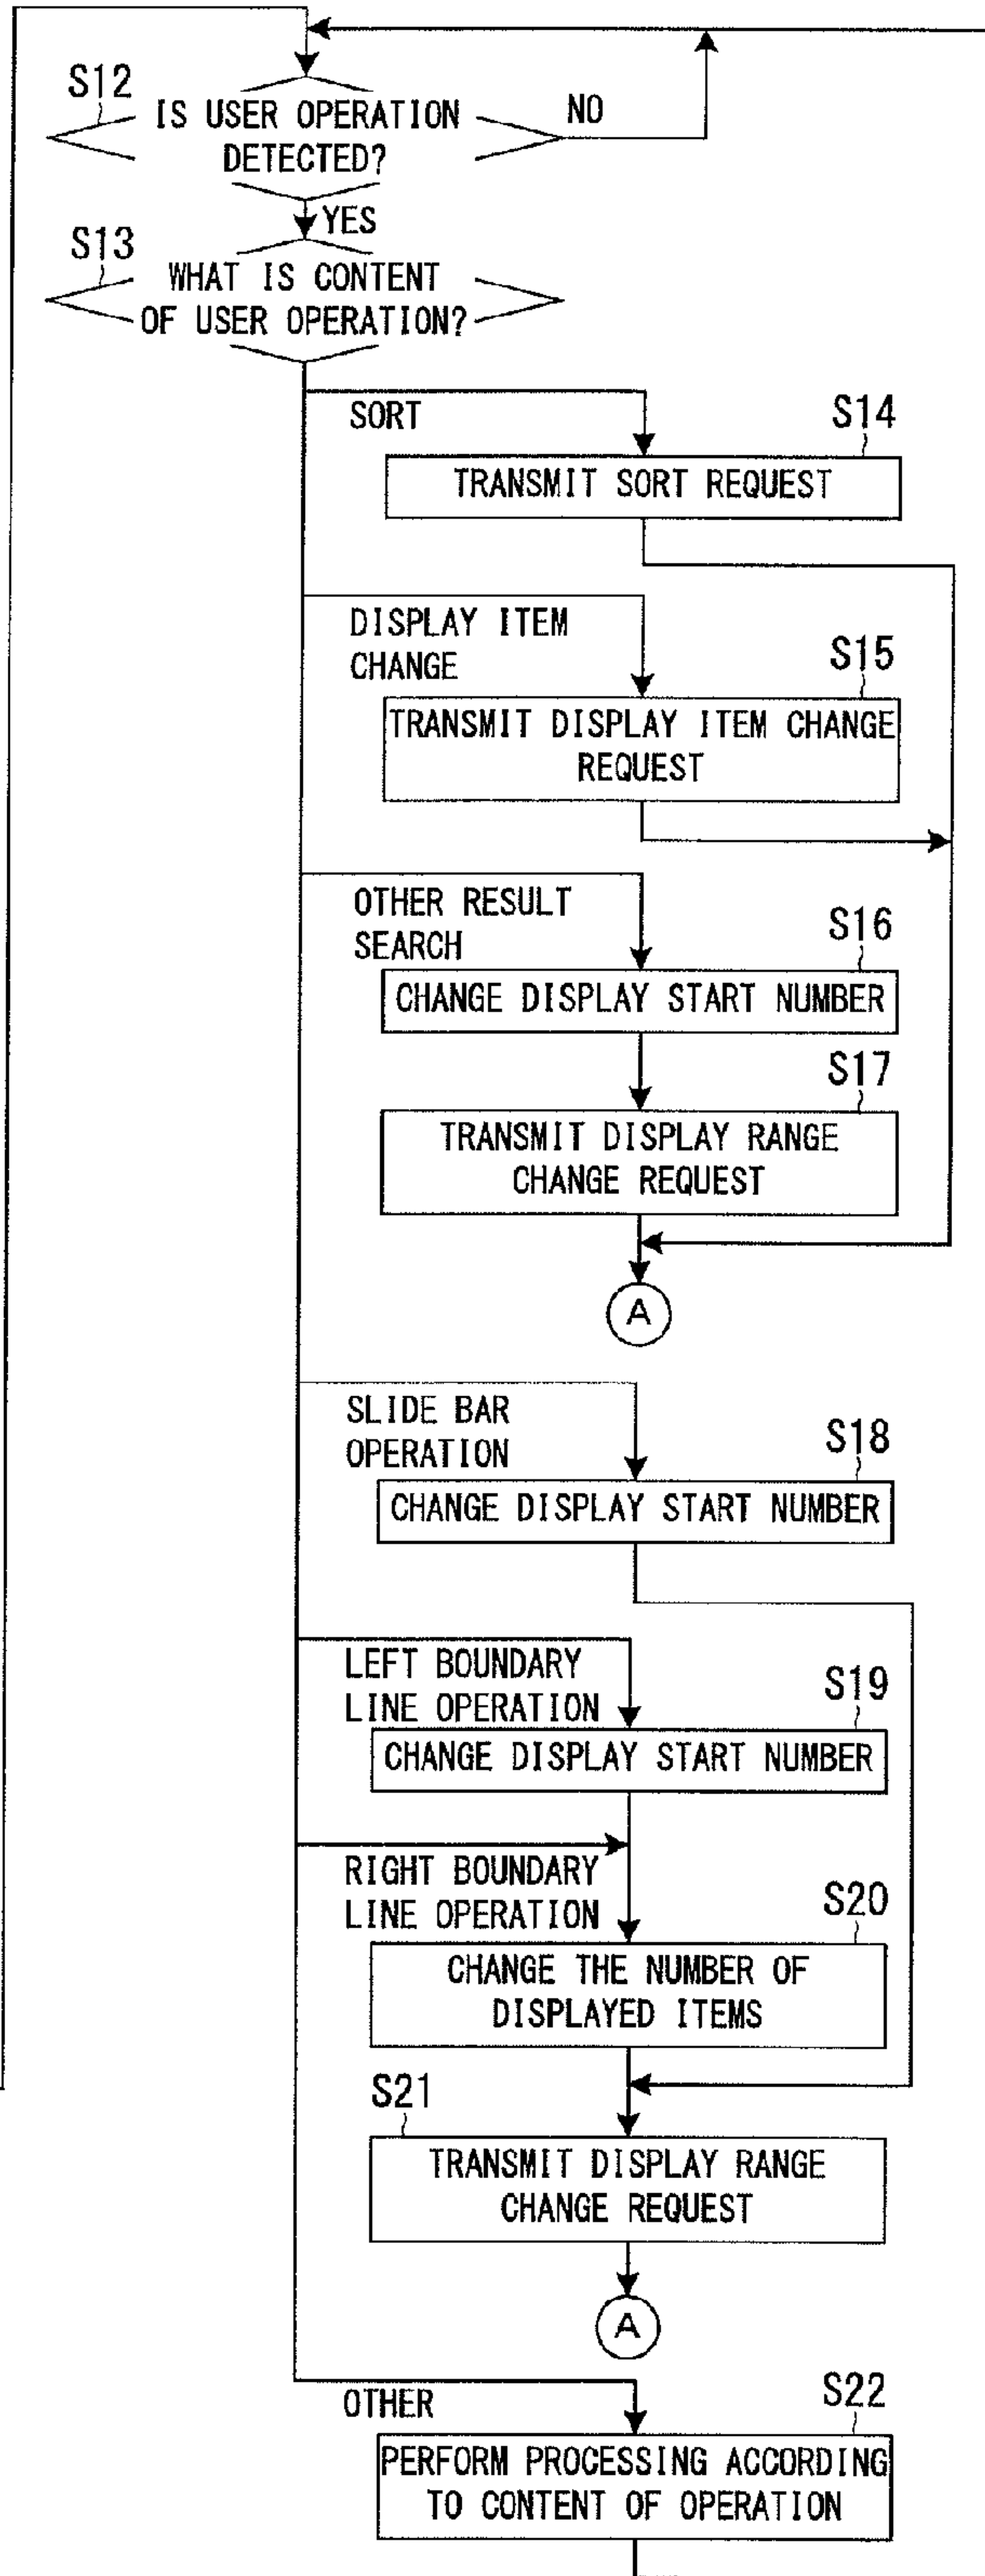 S12
IS USER OPERATION
DETECTED?
NO
YES
S13
WHAT IS CONTENT
OF USER OPERATION?
SORT
S14
TRANSMIT SORT REQUEST
DISPLAY ITEM
CHANGE
S15
TRANSMIT DISPLAY ITEM CHANGE
REQUEST
OTHER RESULT
SEARCH
S16
CHANGE DISPLAY START NUMBER
S17
TRANSMIT DISPLAY RANGE
CHANGE REQUEST
A
SLIDE BAR
OPERATION
S18
CHANGE DISPLAY START NUMBER
LEFT BOUNDARY
LINE OPERATION
S19
CHANGE DISPLAY START NUMBER
RIGHT BOUNDARY
LINE OPERATION
S20
CHANGE THE NUMBER OF
DISPLAYED ITEMS
S21
TRANSMIT DISPLAY RANGE
CHANGE REQUEST
A
OTHER
S22
PERFORM PROCESSING ACCORDING
TO CONTENT OF OPERATION